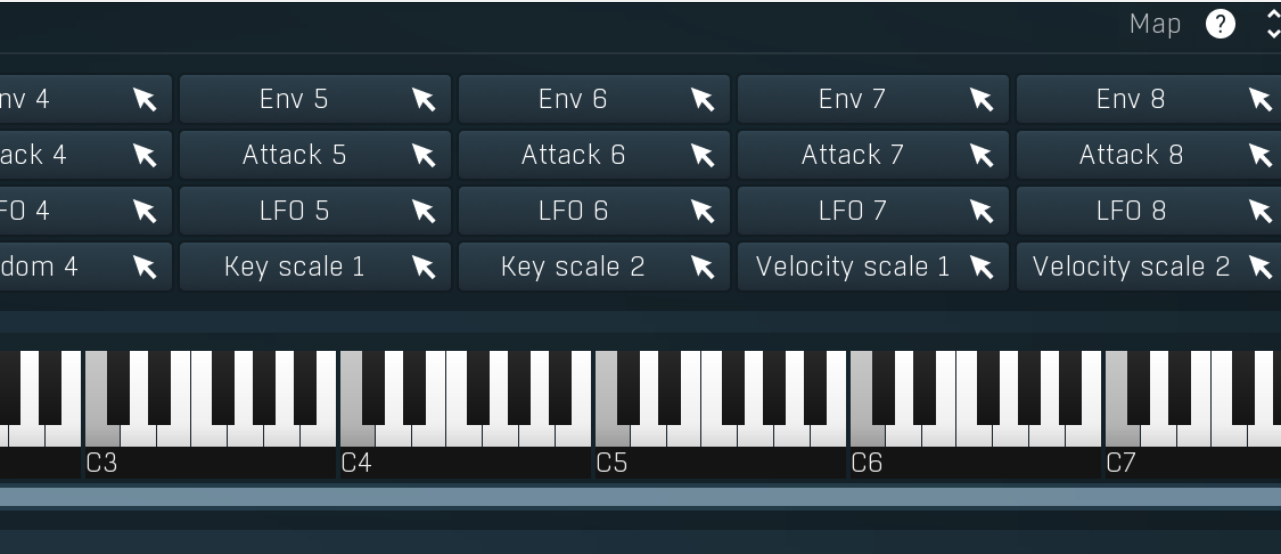 Map ?
nv 4 Env 5 Env 6 Env 7 Env 8
ack 4 Attack 5 Attack 6 Attack 7 Attack 8
FO 4 LFO 5 LFO 6 LFO 7 LFO 8
dom 4 Key scale 1 Key scale 2 Velocity scale 1 Velocity scale 2
C3 C4 C5 C6 C7